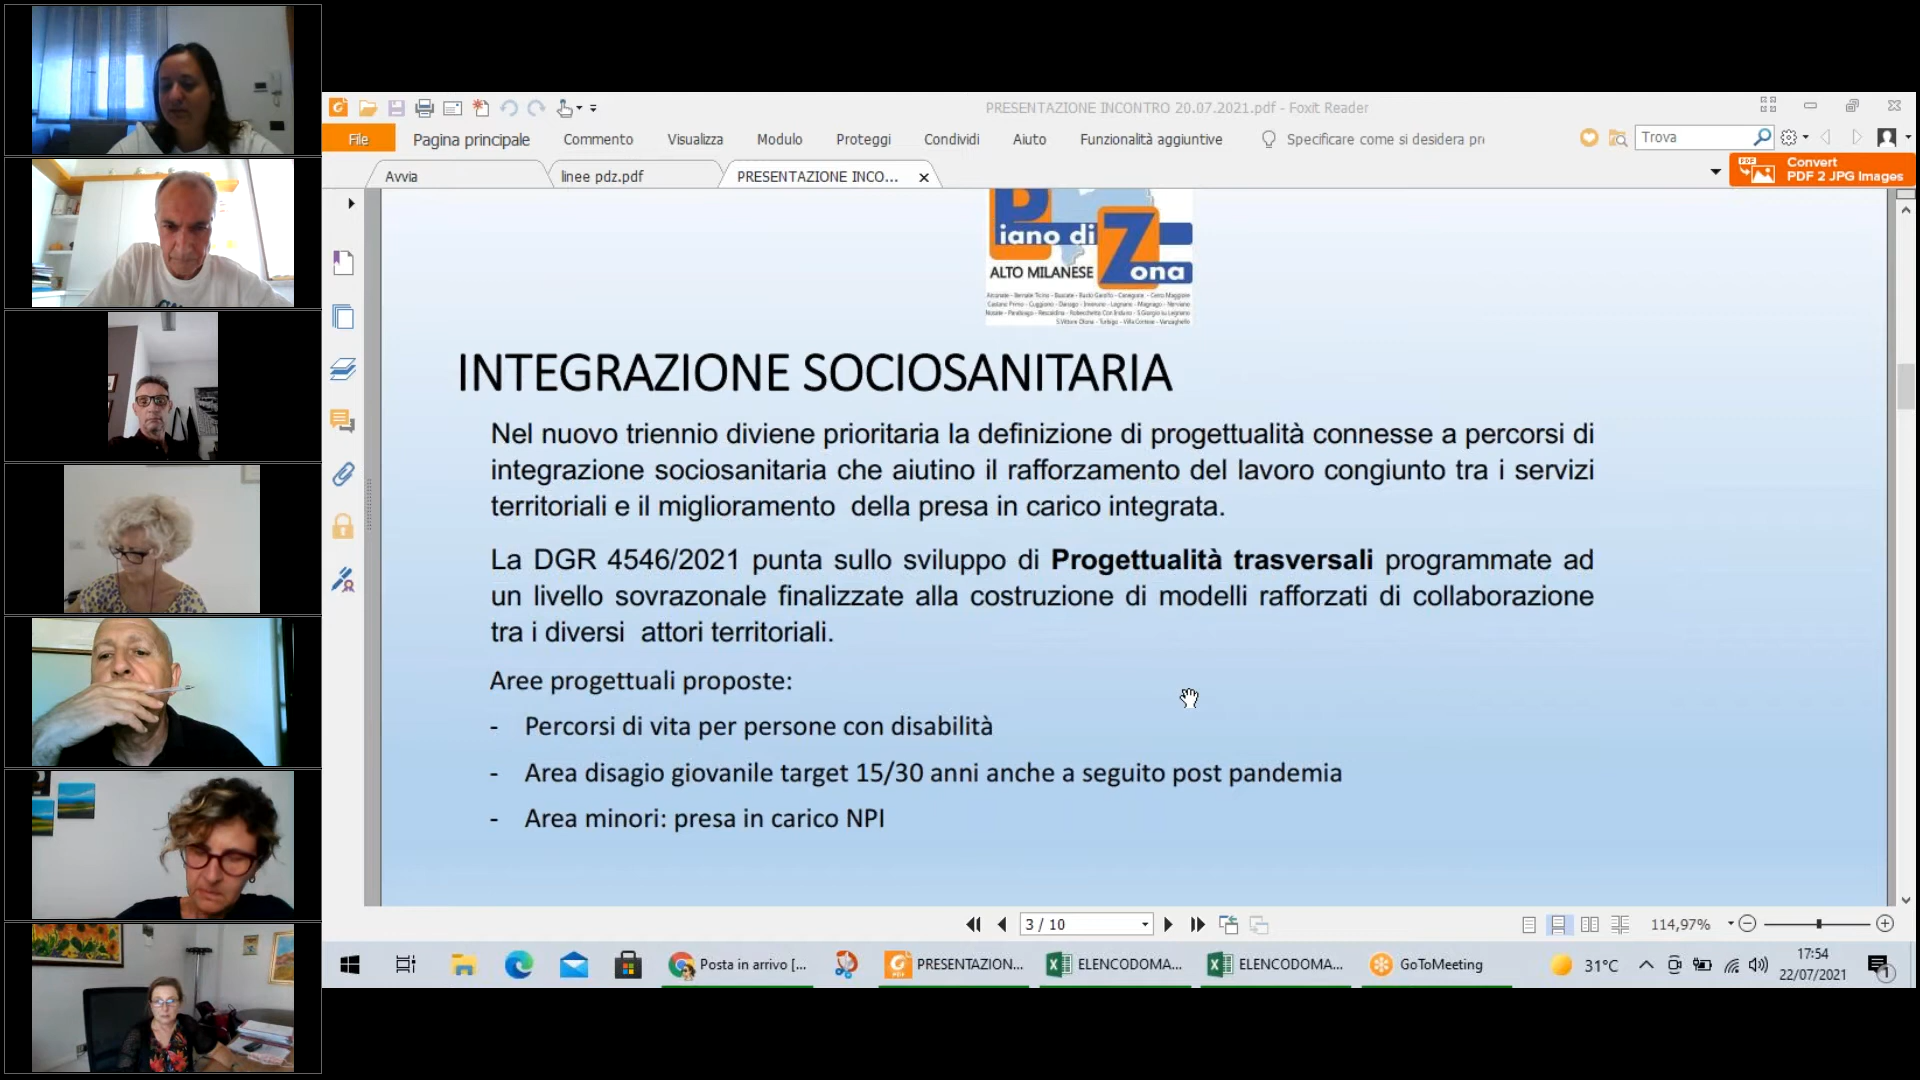 PRESENTAZIONE INCONTRO 20.07.2021.pdf - Foxit Reader
File Pagina principale Commento Visualizza Modulo Proteggi Condividi Aiuto Funzionalità aggiuntive Specificare come si desidera pr Trova
Convert
PDF 2 JPG Images
Avvia linee pdz.pdf PRESENTAZIONE INCO...
Piano di Zona
ALTO MILANESE
INTEGRAZIONE SOCIOSANITARIA
Nel nuovo triennio diviene prioritaria la definizione di progettualità connesse a percorsi di
integrazione sociosanitaria che aiutino il rafforzamento del lavoro congiunto tra i servizi
territoriali e il miglioramento della presa in carico integrata.
La DGR 4546/2021 punta sullo sviluppo di Progettualità trasversali programmate ad
un livello sovrazonale finalizzate alla costruzione di modelli rafforzati di collaborazione
tra i diversi attori territoriali.
Aree progettuali proposte:
- Percorsi di vita per persone con disabilità
- Area disagio giovanile target 15/30 anni anche a seguito post pandemia
- Area minori: presa in carico NPI
3 / 10 114,97%
Posta in arrivo [... PRESENTAZION... ELENCODOMA... ELENCODOMA... GoToMeeting 31°C 17:54
22/07/2021 1